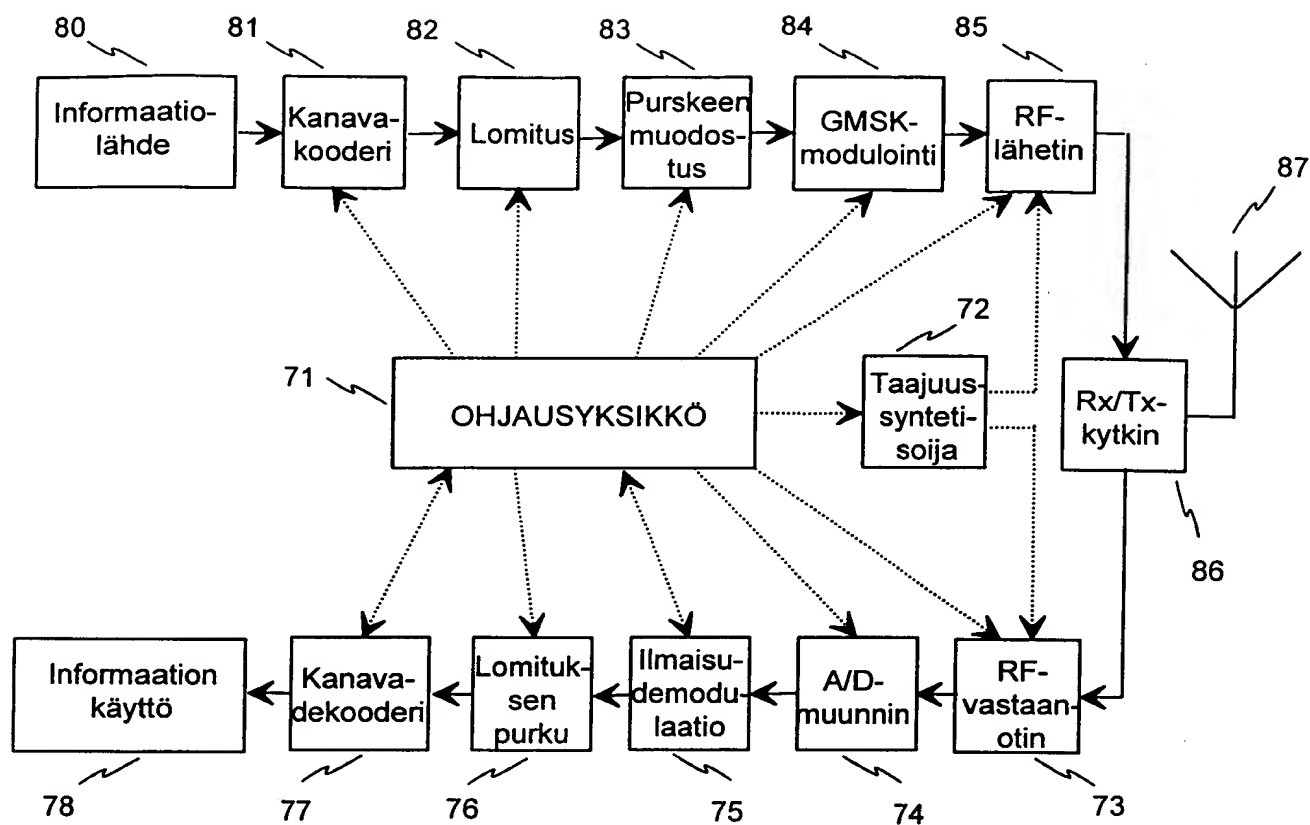 80
81
82
83
84
85
Informaatio-
lähde
Kanava-
kooderi
Lomitus
Purskeen
muodos-
tus
GMSK-
modulointi
RF-
lähetin
87
72
71
OHJAUSYKSIKKÖ
Taajuus-
synteti-
soija
Rx/Tx-
kytkin
86
Informaation
käyttö
Kanava-
dekooderi
Lomituk-
sen
purku
Ilmaisu-
demodu-
laatio
A/D-
muunnin
RF-
vastaan-
otin
78
77
76
75
74
73